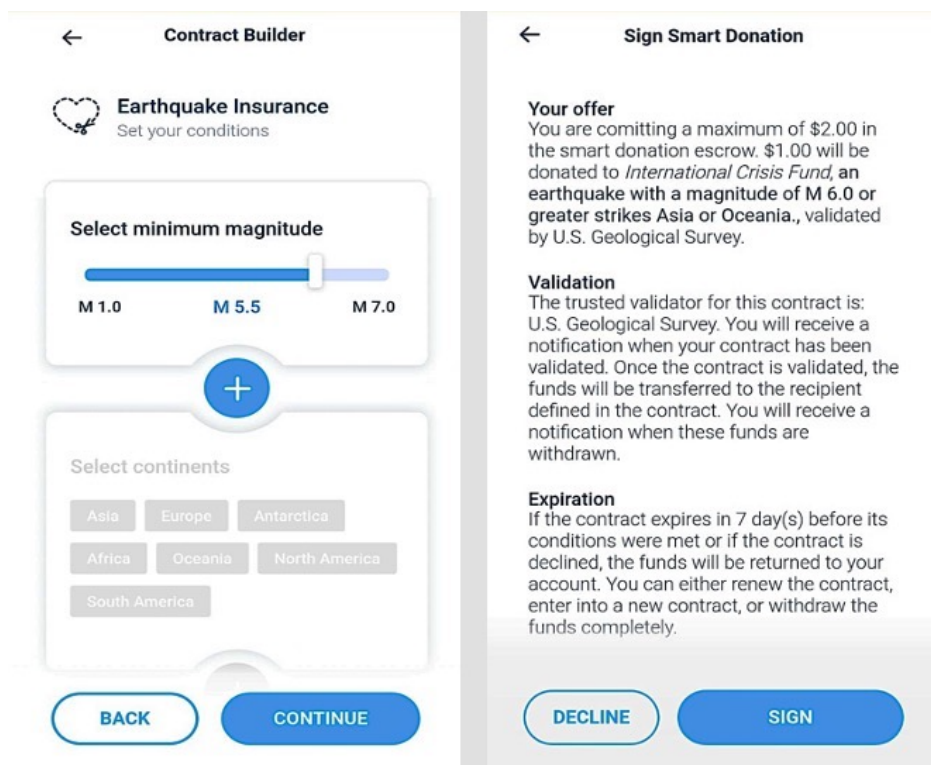 Contract Builder
Earthquake Insurance
Set your conditions
Select minimum magnitude
M 1.0 M 5.5 M 7.0
Select continents
Asia Europe Antarctica
Africa Oceania North America
South America
BACK CONTINUE
Sign Smart Donation
Your offer
You are comitting a maximum of $2.00 in
the smart donation escrow. $1.00 will be
donated to International Crisis Fund, an
earthquake with a magnitude of M 6.0 or
greater strikes Asia or Oceania., validated
by U.S. Geological Survey.
Validation
The trusted validator for this contract is:
U.S. Geological Survey. You will receive a
notification when your contract has been
validated. Once the contract is validated, the
funds will be transferred to the recipient
defined in the contract. You will receive a
notification when these funds are
withdrawn.
Expiration
If the contract expires in 7 day(s) before its
conditions were met or if the contract is
declined, the funds will be returned to your
account. You can either renew the contract,
enter into a new contract, or withdraw the
funds completely.
DECLINE SIGN